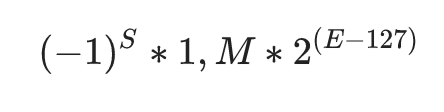 $(-1)^S * 1, M * 2^{(E-127)}$